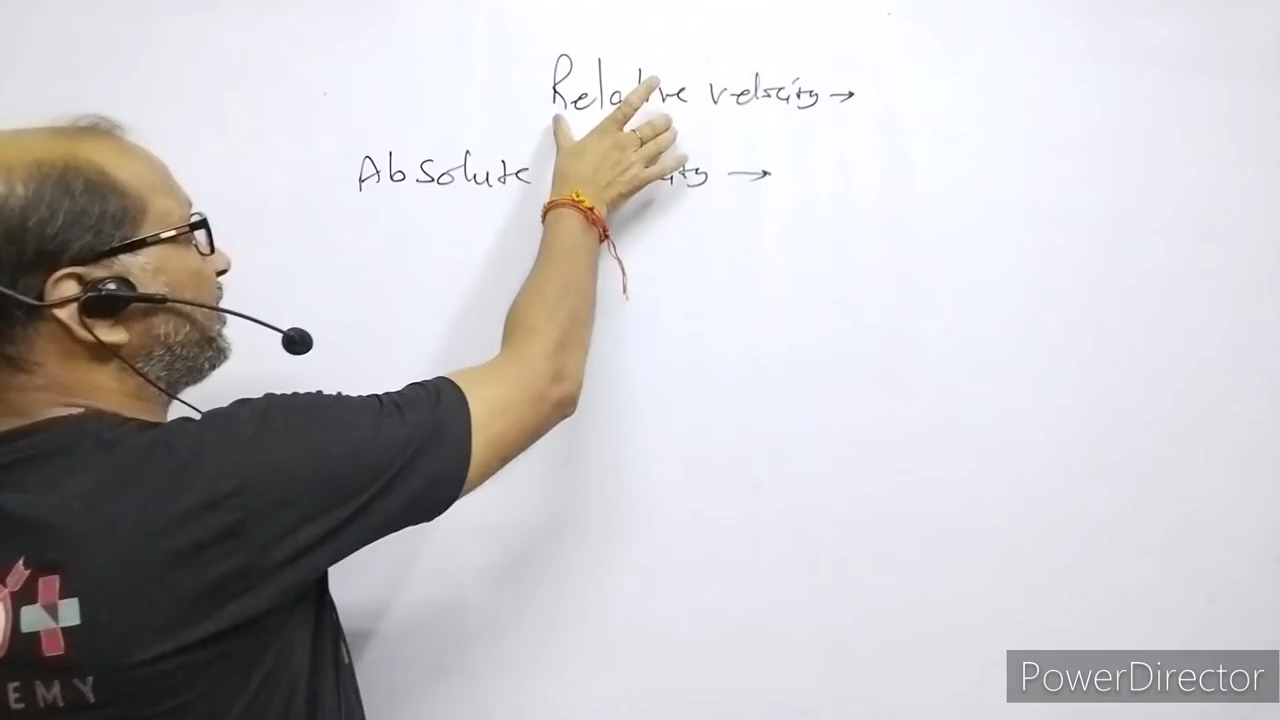 Relative velocity →
Absolute →
EMY
PowerDirector